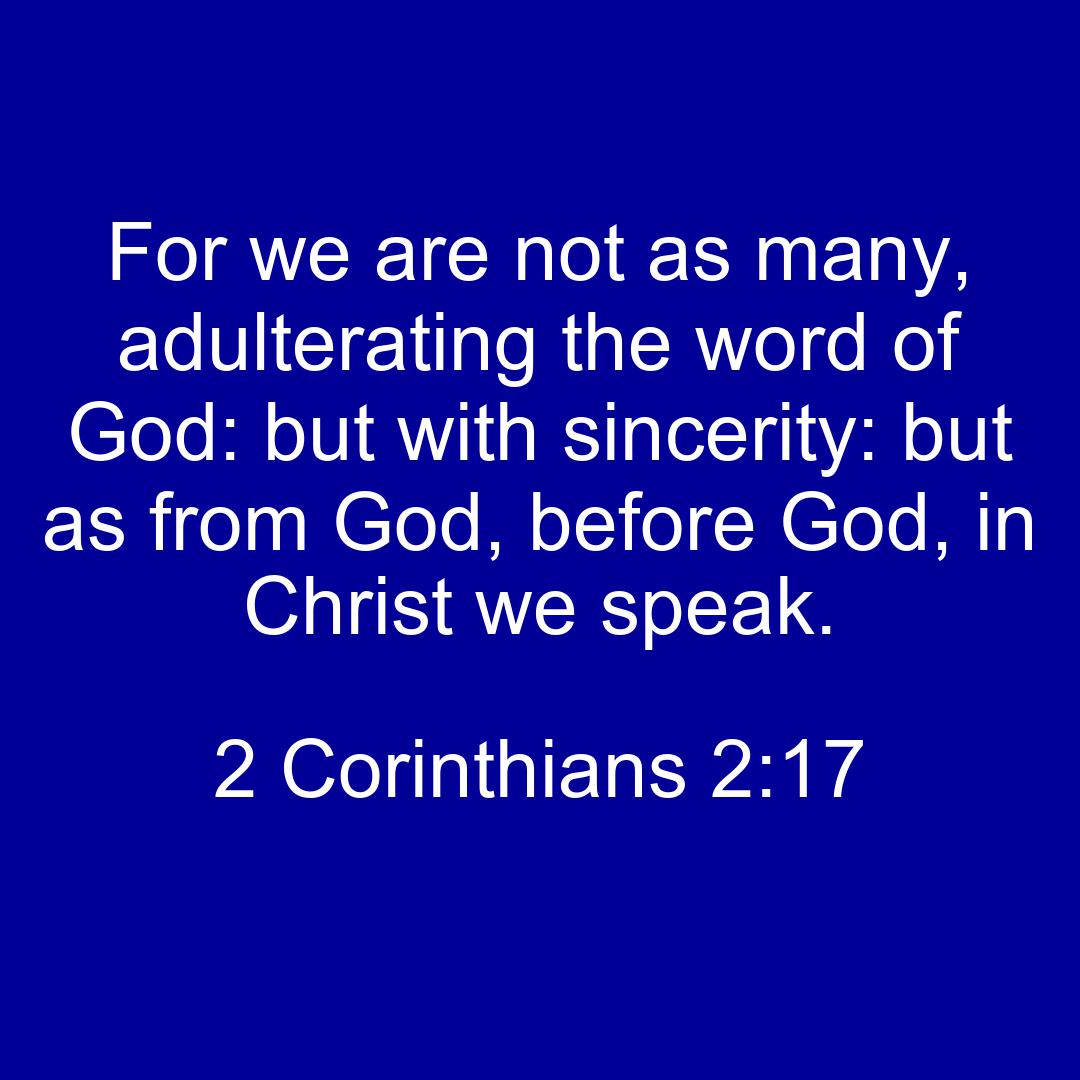 For we are not as many,
adulterating the word of
God: but with sincerity: but
as from God, before God, in
Christ we speak.
2 Corinthians 2:17